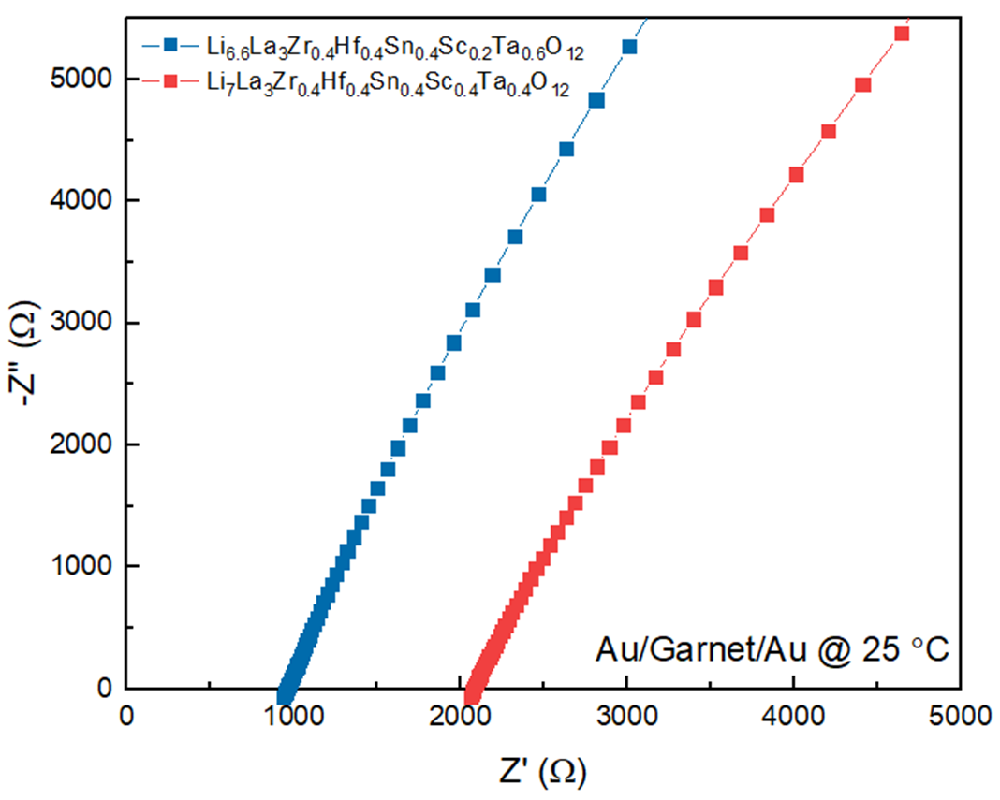 Li6.6La3Zr0.4Hf0.4Sn0.4Sc0.2Ta0.6O12
Li7La3Zr0.4Hf0.4Sn0.4Sc0.4Ta0.4O12
5000
4000
3000
2000
1000
0
-Z'' (Ω)
Au/Garnet/Au @ 25 °C
0 1000 2000 3000 4000 5000
Z' (Ω)